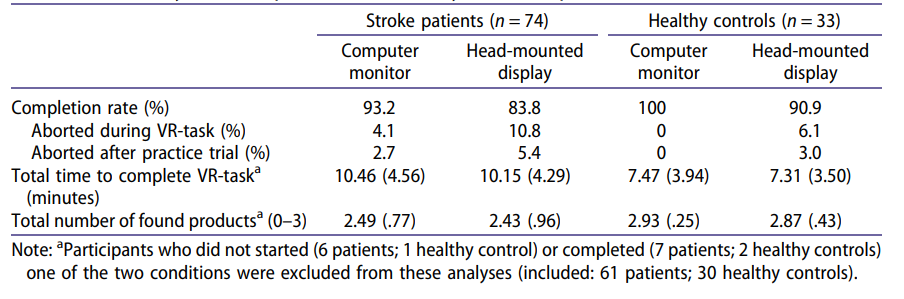 Stroke patients (n = 74) Healthy controls (n = 33)
Computer monitor Head-mounted display Computer monitor Head-mounted display
Completion rate (%) 93.2 83.8 100 90.9
Aborted during VR-task (%) 4.1 10.8 0 6.1
Aborted after practice trial (%) 2.7 5.4 0 3.0
Total time to complete VR-taskᵃ 10.46 (4.56) 10.15 (4.29) 7.47 (3.94) 7.31 (3.50)
(minutes)
Total number of found productsᵃ (0–3) 2.49 (.77) 2.43 (.96) 2.93 (.25) 2.87 (.43)
Note: ᵃParticipants who did not started (6 patients; 1 healthy control) or completed (7 patients; 2 healthy controls)
one of the two conditions were excluded from these analyses (included: 61 patients; 30 healthy controls).